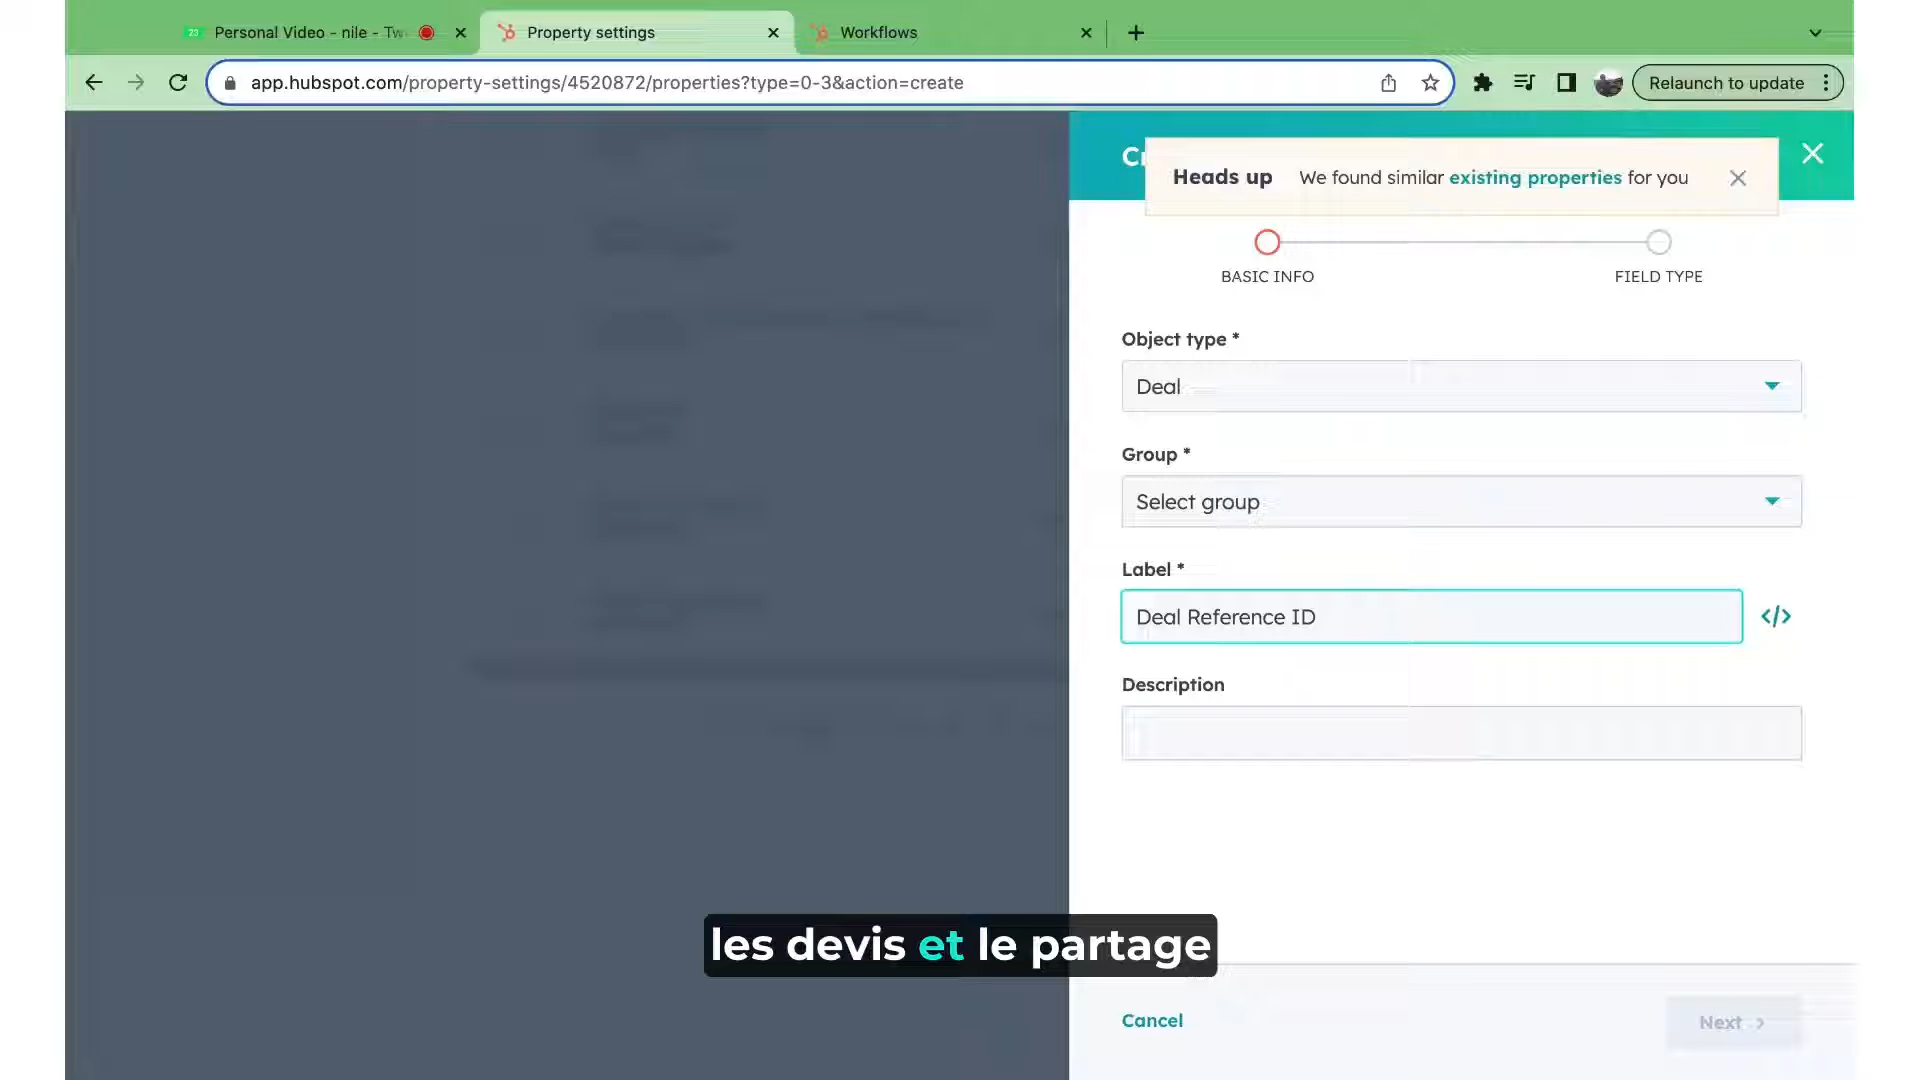 Personal Video - nile - Tw
Property settings
Workflows
app.hubspot.com/property-settings/4520872/properties?type=0-3&action=create
Relaunch to update
Heads up We found similar existing properties for you
BASIC INFO
FIELD TYPE
Object type *
Deal
Group *
Select group
Label *
Deal Reference ID
</>
Description
les devis et le partage
Cancel
Next